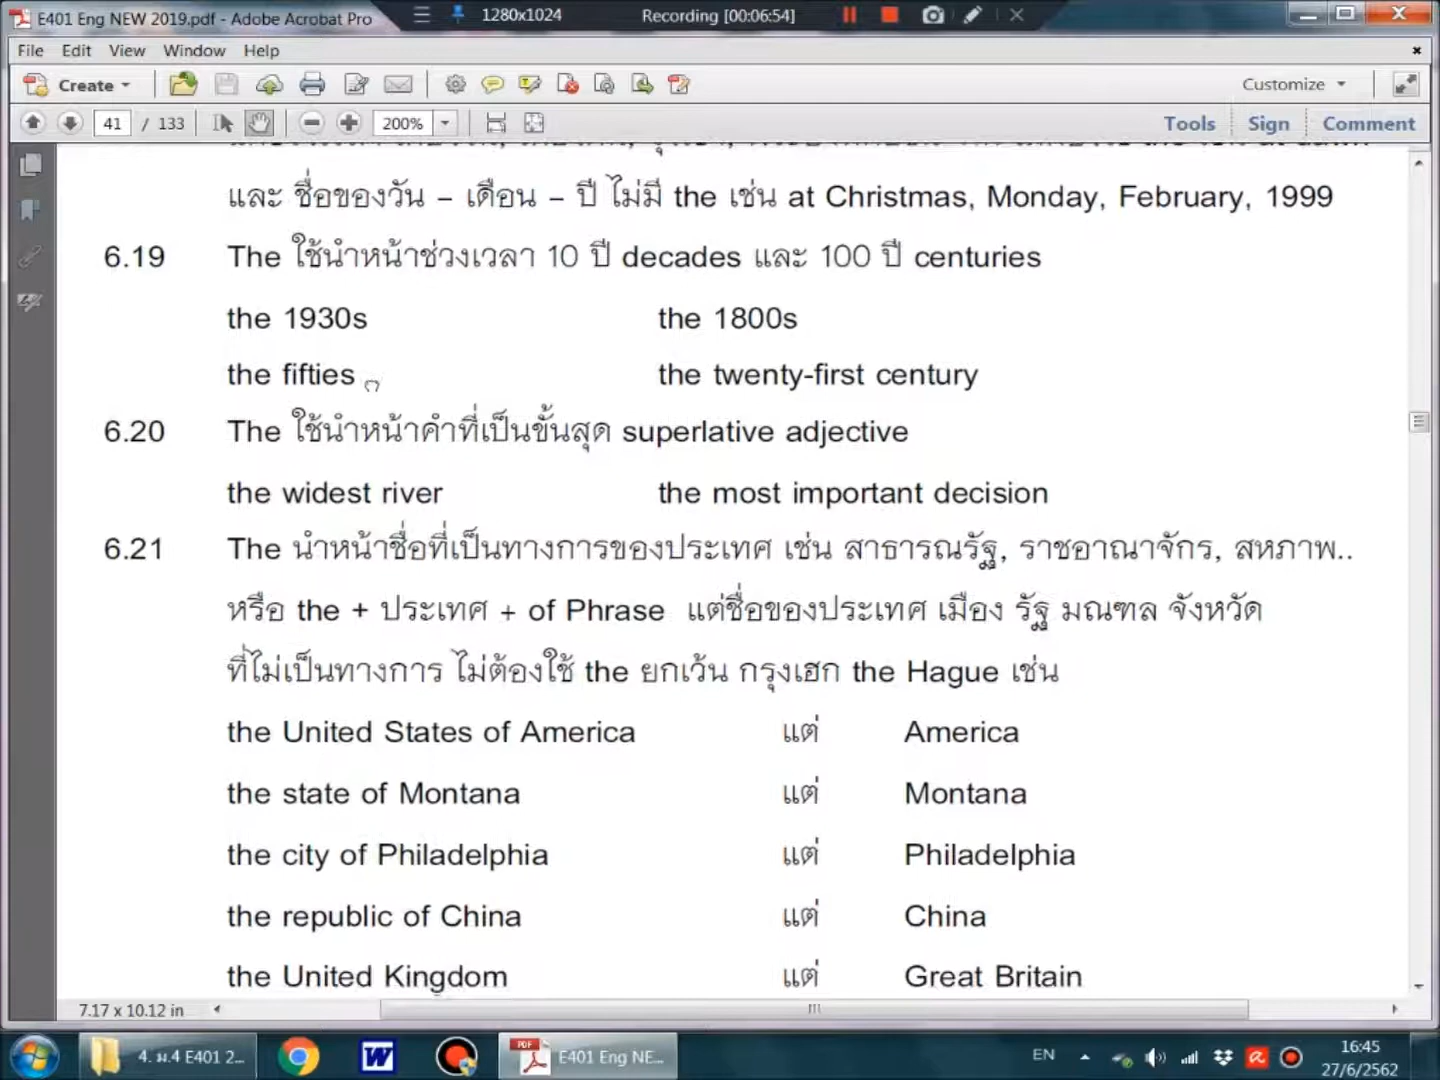 E401 Eng NEW 2019.pdf - Adobe Acrobat Pro
1280x1024
Recording [00:06:54]
File Edit View Window Help
Create
Customize
41 / 133
200%
Tools Sign Comment
และ ชื่อของวัน – เดือน – ปี ไม่มี the เช่น at Christmas, Monday, February, 1999
6.19 The ใช้นำหน้าช่วงเวลา 10 ปี decades และ 100 ปี centuries
the 1930s the 1800s
the fifties the twenty-first century
6.20 The ใช้นำหน้าคำที่เป็นขั้นสุด superlative adjective
the widest river the most important decision
6.21 The นำหน้าชื่อที่เป็นทางการของประเทศ เช่น สาธารณรัฐ, ราชอาณาจักร, สหภาพ..
หรือ the + ประเทศ + of Phrase แต่ชื่อของประเทศ เมือง รัฐ มณฑล จังหวัด
ที่ไม่เป็นทางการ ไม่ต้องใช้ the ยกเว้น กรุงเฮก the Hague เช่น
the United States of America แต่ America
the state of Montana แต่ Montana
the city of Philadelphia แต่ Philadelphia
the republic of China แต่ China
the United Kingdom แต่ Great Britain
7.17 x 10.12 in
4. ม.4 E401 2...
E401 Eng NE...
EN
16:45
27/6/2562